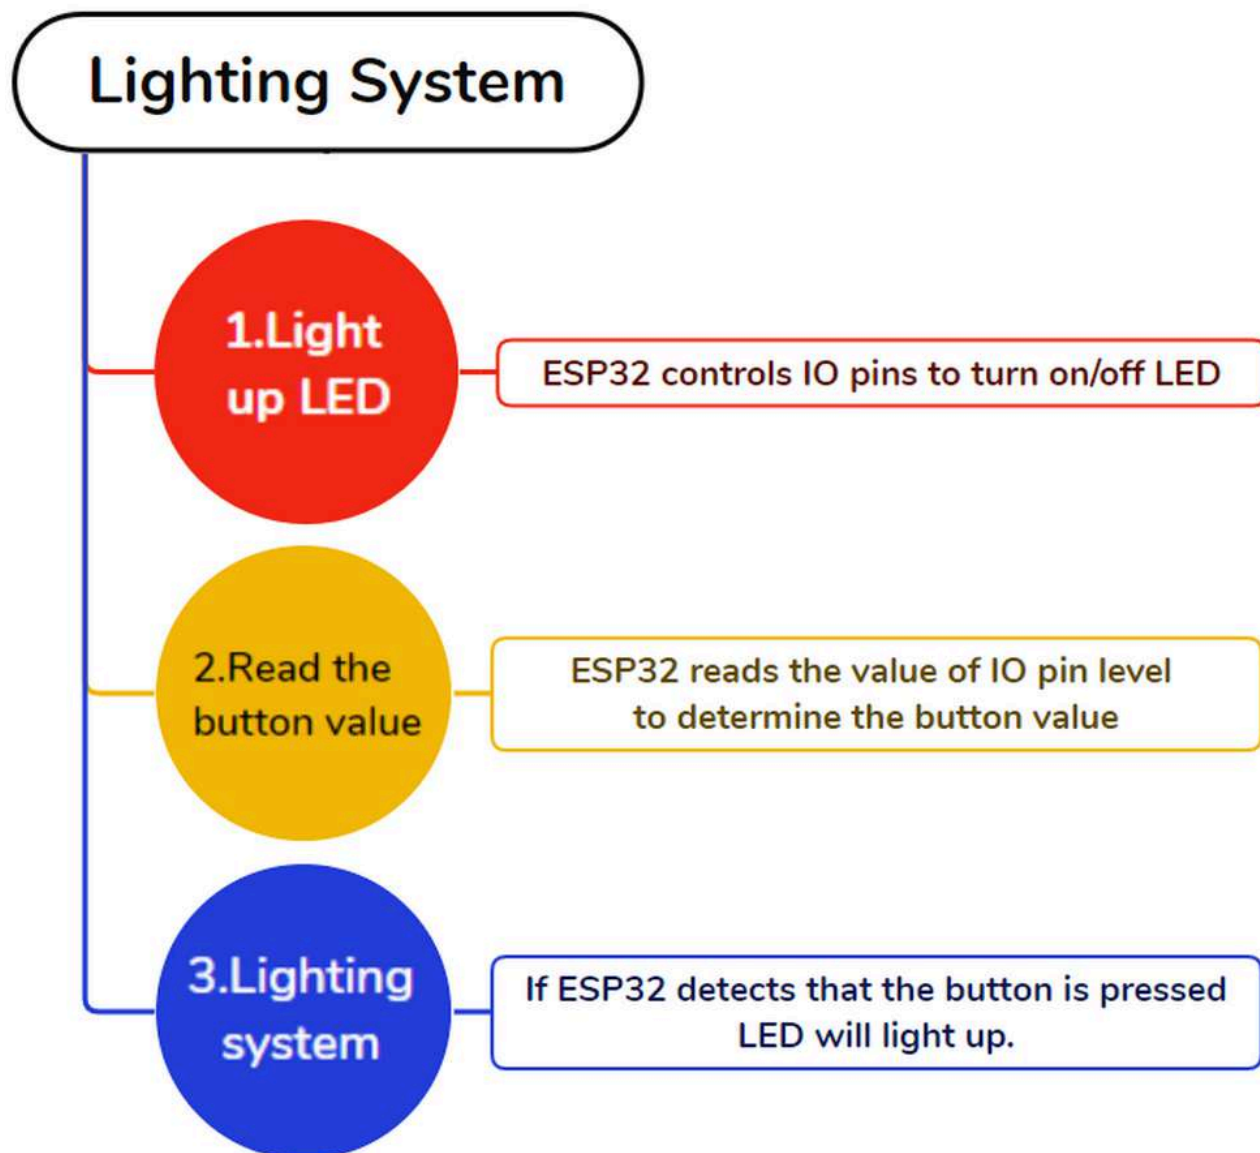 Lighting System
1.Light
up LED
ESP32 controls IO pins to turn on/off LED
2.Read the
button value
ESP32 reads the value of IO pin level
to determine the button value
3.Lighting
system
If ESP32 detects that the button is pressed
LED will light up.